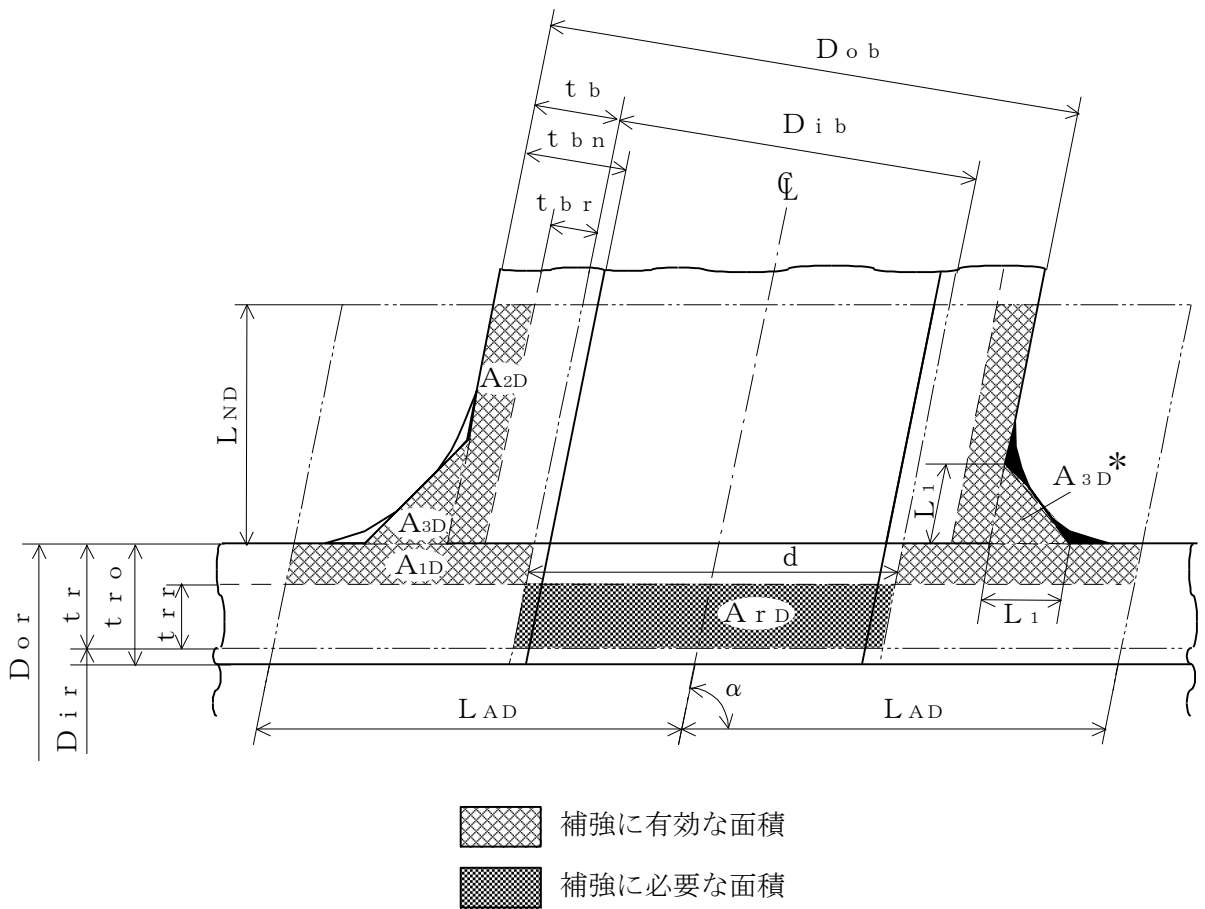 Dob
tb
Dib
tbn
℄
tbr
A2D
LND
L1
A3D*
A3D
A1D
d
tr
tro
trr
ArD
L1
Dor
Dir
α
LAD
LAD
補強に有効な面積
補強に必要な面積